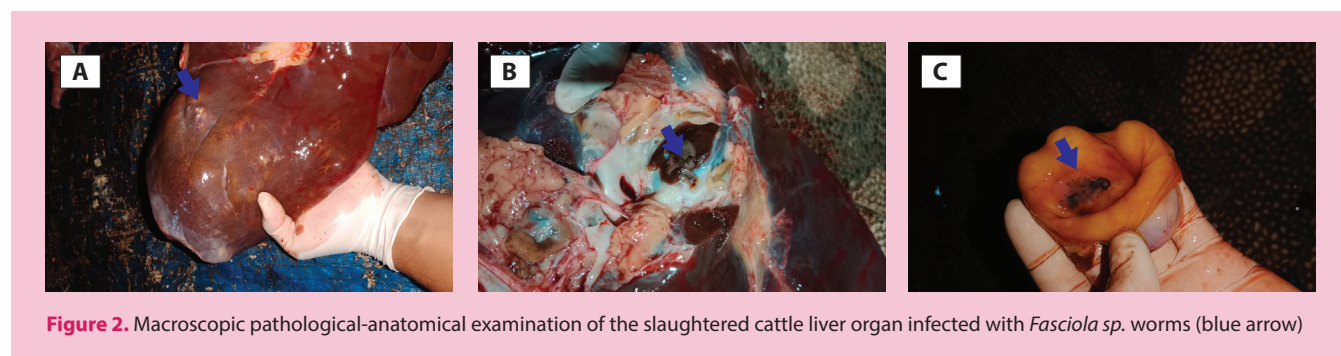 A
B
C
Figure 2. Macroscopic pathological-anatomical examination of the slaughtered cattle liver organ infected with Fasciola sp. worms (blue arrow)